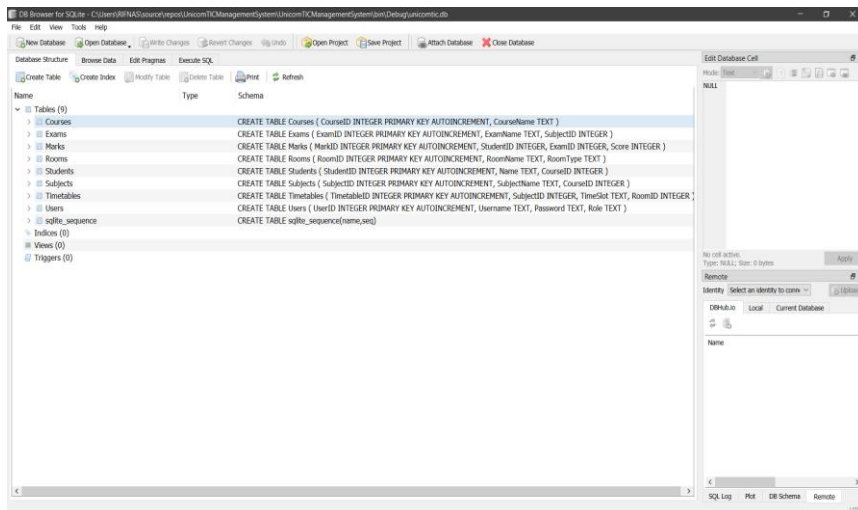 DB Browser for SQLite - C:\Users\RIFNAS\source\repos\UnicomTICManagementSystem\UnicomTICManagementSystem\bin\Debug\unicomtic.db
File Edit View Tools Help
New Database Open Database Write Changes Revert Changes Undo Open Project Save Project Attach Database Close Database
Database Structure Browse Data Edit Pragmas Execute SQL
Create Table Create Index Modify Table Delete Table Print Refresh
Name Type Schema
Tables (9)
Courses CREATE TABLE Courses ( CourseID INTEGER PRIMARY KEY AUTOINCREMENT, CourseName TEXT )
Exams CREATE TABLE Exams ( ExamID INTEGER PRIMARY KEY AUTOINCREMENT, ExamName TEXT, SubjectID INTEGER )
Marks CREATE TABLE Marks ( MarkID INTEGER PRIMARY KEY AUTOINCREMENT, StudentID INTEGER, ExamID INTEGER, Score INTEGER )
Rooms CREATE TABLE Rooms ( RoomID INTEGER PRIMARY KEY AUTOINCREMENT, RoomName TEXT, RoomType TEXT )
Students CREATE TABLE Students ( StudentID INTEGER PRIMARY KEY AUTOINCREMENT, Name TEXT, CourseID INTEGER )
Subjects CREATE TABLE Subjects ( SubjectID INTEGER PRIMARY KEY AUTOINCREMENT, SubjectName TEXT, CourseID INTEGER )
Timetables CREATE TABLE Timetables ( TimetableID INTEGER PRIMARY KEY AUTOINCREMENT, SubjectID INTEGER, TimeSlot TEXT, RoomID INTEGER )
Users CREATE TABLE Users ( UserID INTEGER PRIMARY KEY AUTOINCREMENT, Username TEXT, Password TEXT, Role TEXT )
sqlite_sequence CREATE TABLE sqlite_sequence(name,seq)
Indices (0)
Views (0)
Triggers (0)
Edit Database Cell
Mode: Text
NULL
No cell active.
Type: NULL; Size: 0 bytes
Apply
Remote
Identity Select an identity to conn Upload
DBHub.io Local Current Database
Name
SQL Log Plot DB Schema Remote